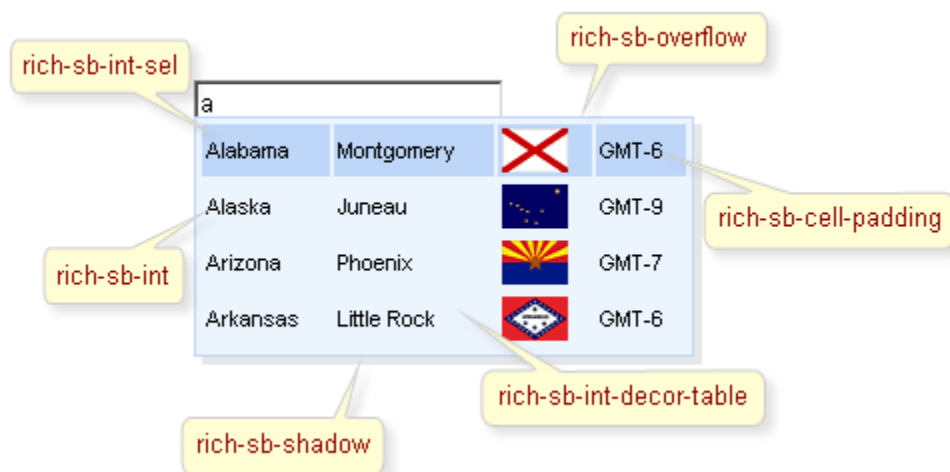 rich-sb-overflow
rich-sb-int-sel
a
Alabama Montgomery GMT-6
Alaska Juneau GMT-9
rich-sb-cell-padding
rich-sb-int
Arizona Phoenix GMT-7
Arkansas Little Rock GMT-6
rich-sb-int-decor-table
rich-sb-shadow